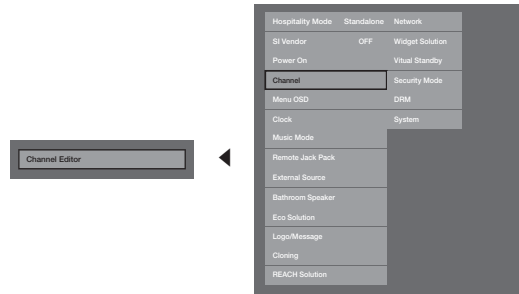 Channel Editor
Hospitality Mode Standalone
SI Vendor OFF
Power On
Channel
Menu OSD
Clock
Music Mode
Remote Jack Pack
External Source
Bathroom Speaker
Eco Solution
Logo/Message
Cloning
REACH Solution
Network
Widget Solution
Vitual Standby
Security Mode
DRM
System